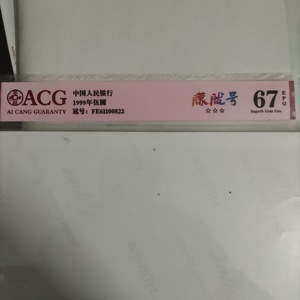 ACG
AI CANG GUARANTY
中国人民银行
1999年伍圆
冠号：FE61100822
朦胧号
☆☆☆
67
EPQ
Superb Gem Unc